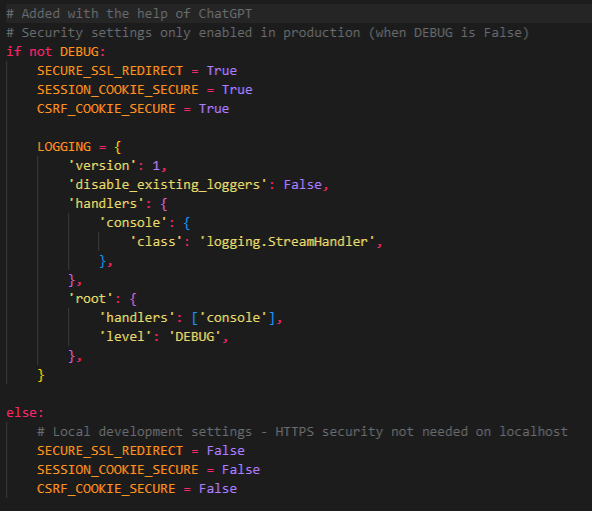 # Added with the help of ChatGPT
# Security settings only enabled in production (when DEBUG is False)
if not DEBUG:
    SECURE_SSL_REDIRECT = True
    SESSION_COOKIE_SECURE = True
    CSRF_COOKIE_SECURE = True

    LOGGING = {
        'version': 1,
        'disable_existing_loggers': False,
        'handlers': {
            'console': {
                'class': 'logging.StreamHandler',
            },
        },
        'root': {
            'handlers': ['console'],
            'level': 'DEBUG',
        },
    }

else:
    # Local development settings - HTTPS security not needed on localhost
    SECURE_SSL_REDIRECT = False
    SESSION_COOKIE_SECURE = False
    CSRF_COOKIE_SECURE = False